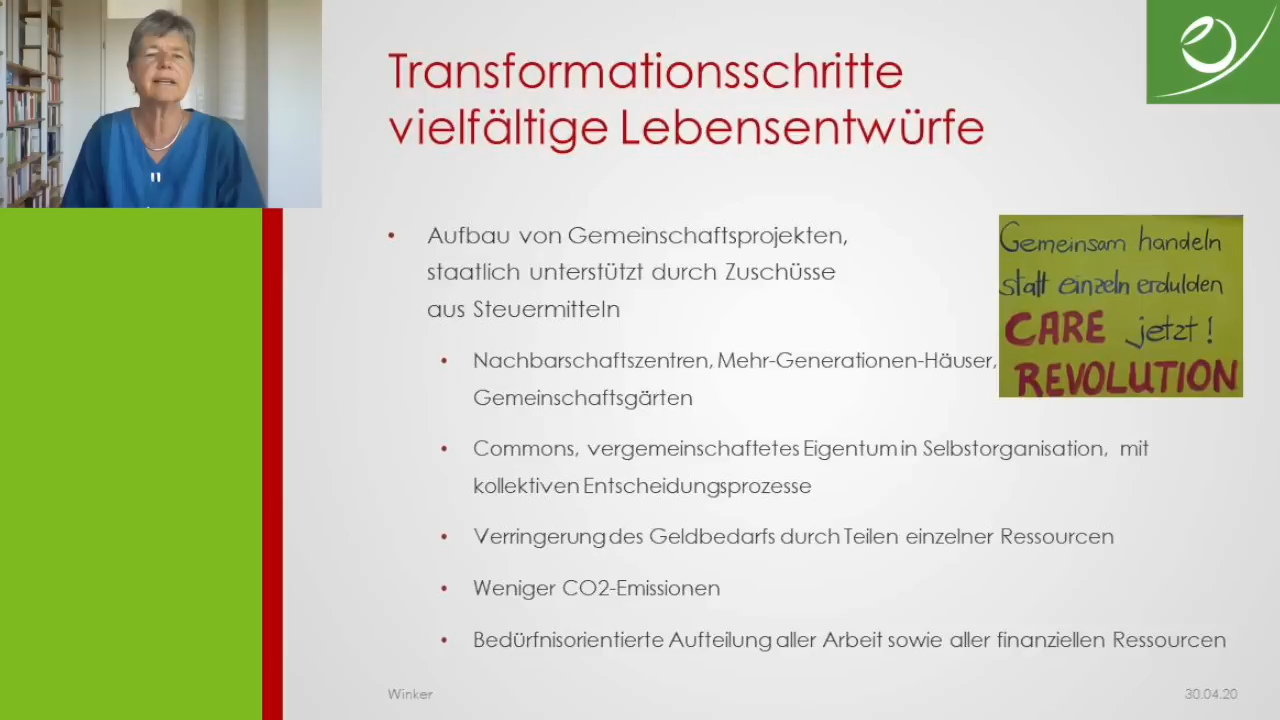 Transformationsschritte
vielfältige Lebensentwürfe
• Aufbau von Gemeinschaftsprojekten,
staatlich unterstützt durch Zuschüsse
aus Steuermitteln
• Nachbarschaftszentren, Mehr-Generationen-Häuser,
Gemeinschaftsgärten
• Commons, vergemeinschaftetes Eigentum in Selbstorganisation, mit
kollektiven Entscheidungsprozesse
• Verringerung des Geldbedarfs durch Teilen einzelner Ressourcen
• Weniger CO2-Emissionen
• Bedürfnisorientierte Aufteilung aller Arbeit sowie aller finanziellen Ressourcen
Gemeinsam handeln
statt einzeln erdulden
CARE jetzt!
REVOLUTION
Winker
30.04.20